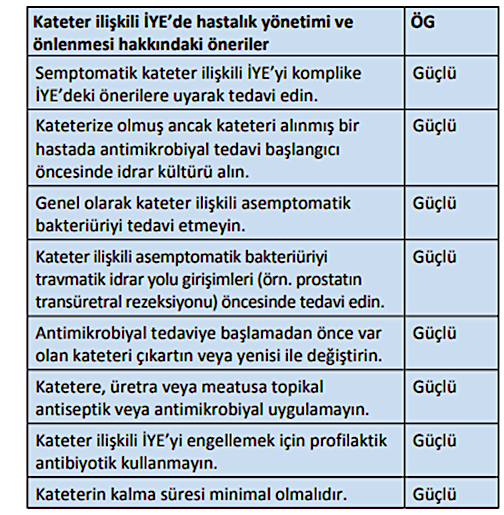 Kateter ilişkili İYE’de hastalık yönetimi ve
önlenmesi hakkındaki öneriler
ÖG
Semptomatik kateter ilişkili İYE’yi komplike
İYE’deki önerilere uyarak tedavi edin.
Güçlü
Kateterize olmuş ancak kateteri alınmış bir
hastada antimikrobiyal tedavi başlangıcı
öncesinde idrar kültürü alın.
Güçlü
Genel olarak kateter ilişkili asemptomatik
bakteriüriyi tedavi etmeyin.
Güçlü
Kateter ilişkili asemptomatik bakteriüriyi
travmatik idrar yolu girişimleri (örn. prostatın
transüretral rezeksiyonu) öncesinde tedavi edin.
Güçlü
Antimikrobiyal tedaviye başlamadan önce var
olan kateteri çıkartın veya yenisi ile değiştirin.
Güçlü
Katetere, üretra veya meatusa topikal
antiseptik veya antimikrobiyal uygulamayın.
Güçlü
Kateter ilişkili İYE’yi engellemek için profilaktik
antibiyotik kullanmayın.
Güçlü
Kateterin kalma süresi minimal olmalıdır.
Güçlü